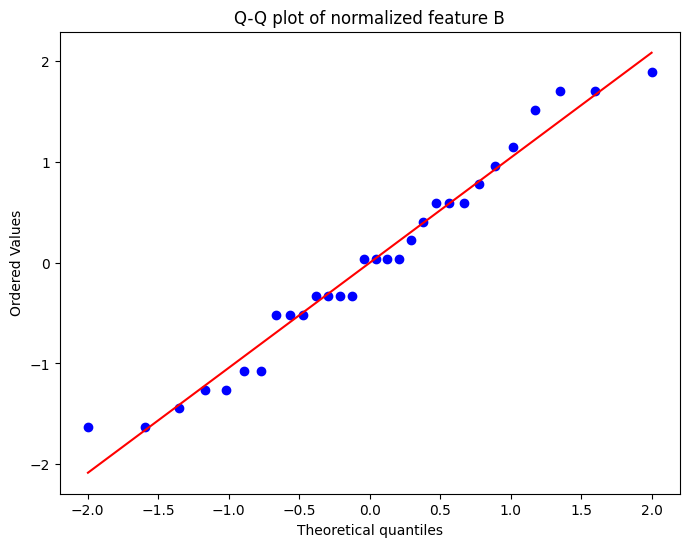 Q-Q plot of normalized feature B
Ordered Values
2
1
0
−1
−2
−2.0 −1.5 −1.0 −0.5 0.0 0.5 1.0 1.5 2.0
Theoretical quantiles